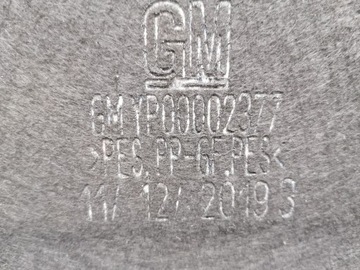 GM
GM YP00002377
>PES,PP-GF,PES<
11/ 12/ 2019 3